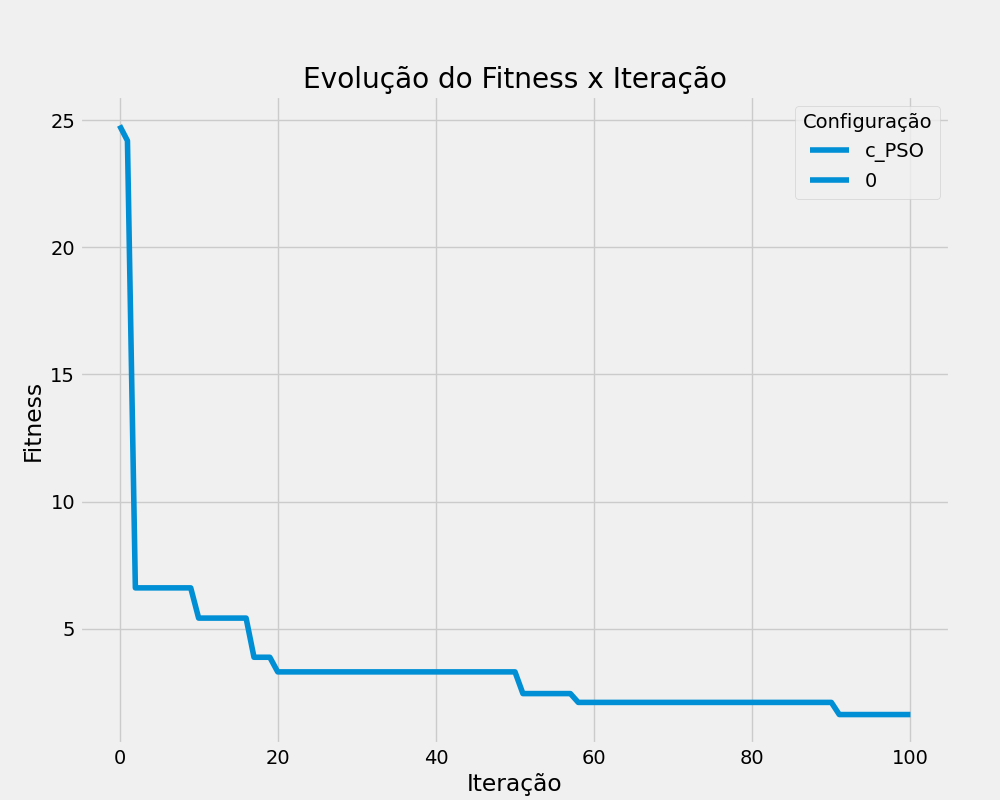 Evolução do Fitness x Iteração
Configuração
c_PSO
0
Fitness
25
20
15
10
5
0 20 40 60 80 100
Iteração